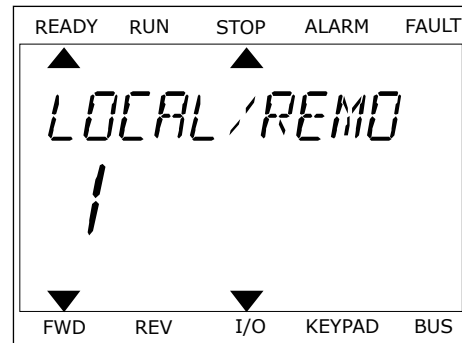 READY RUN STOP ALARM FAULT
LOCAL/REMO
1
FWD REV I/O KEYPAD BUS